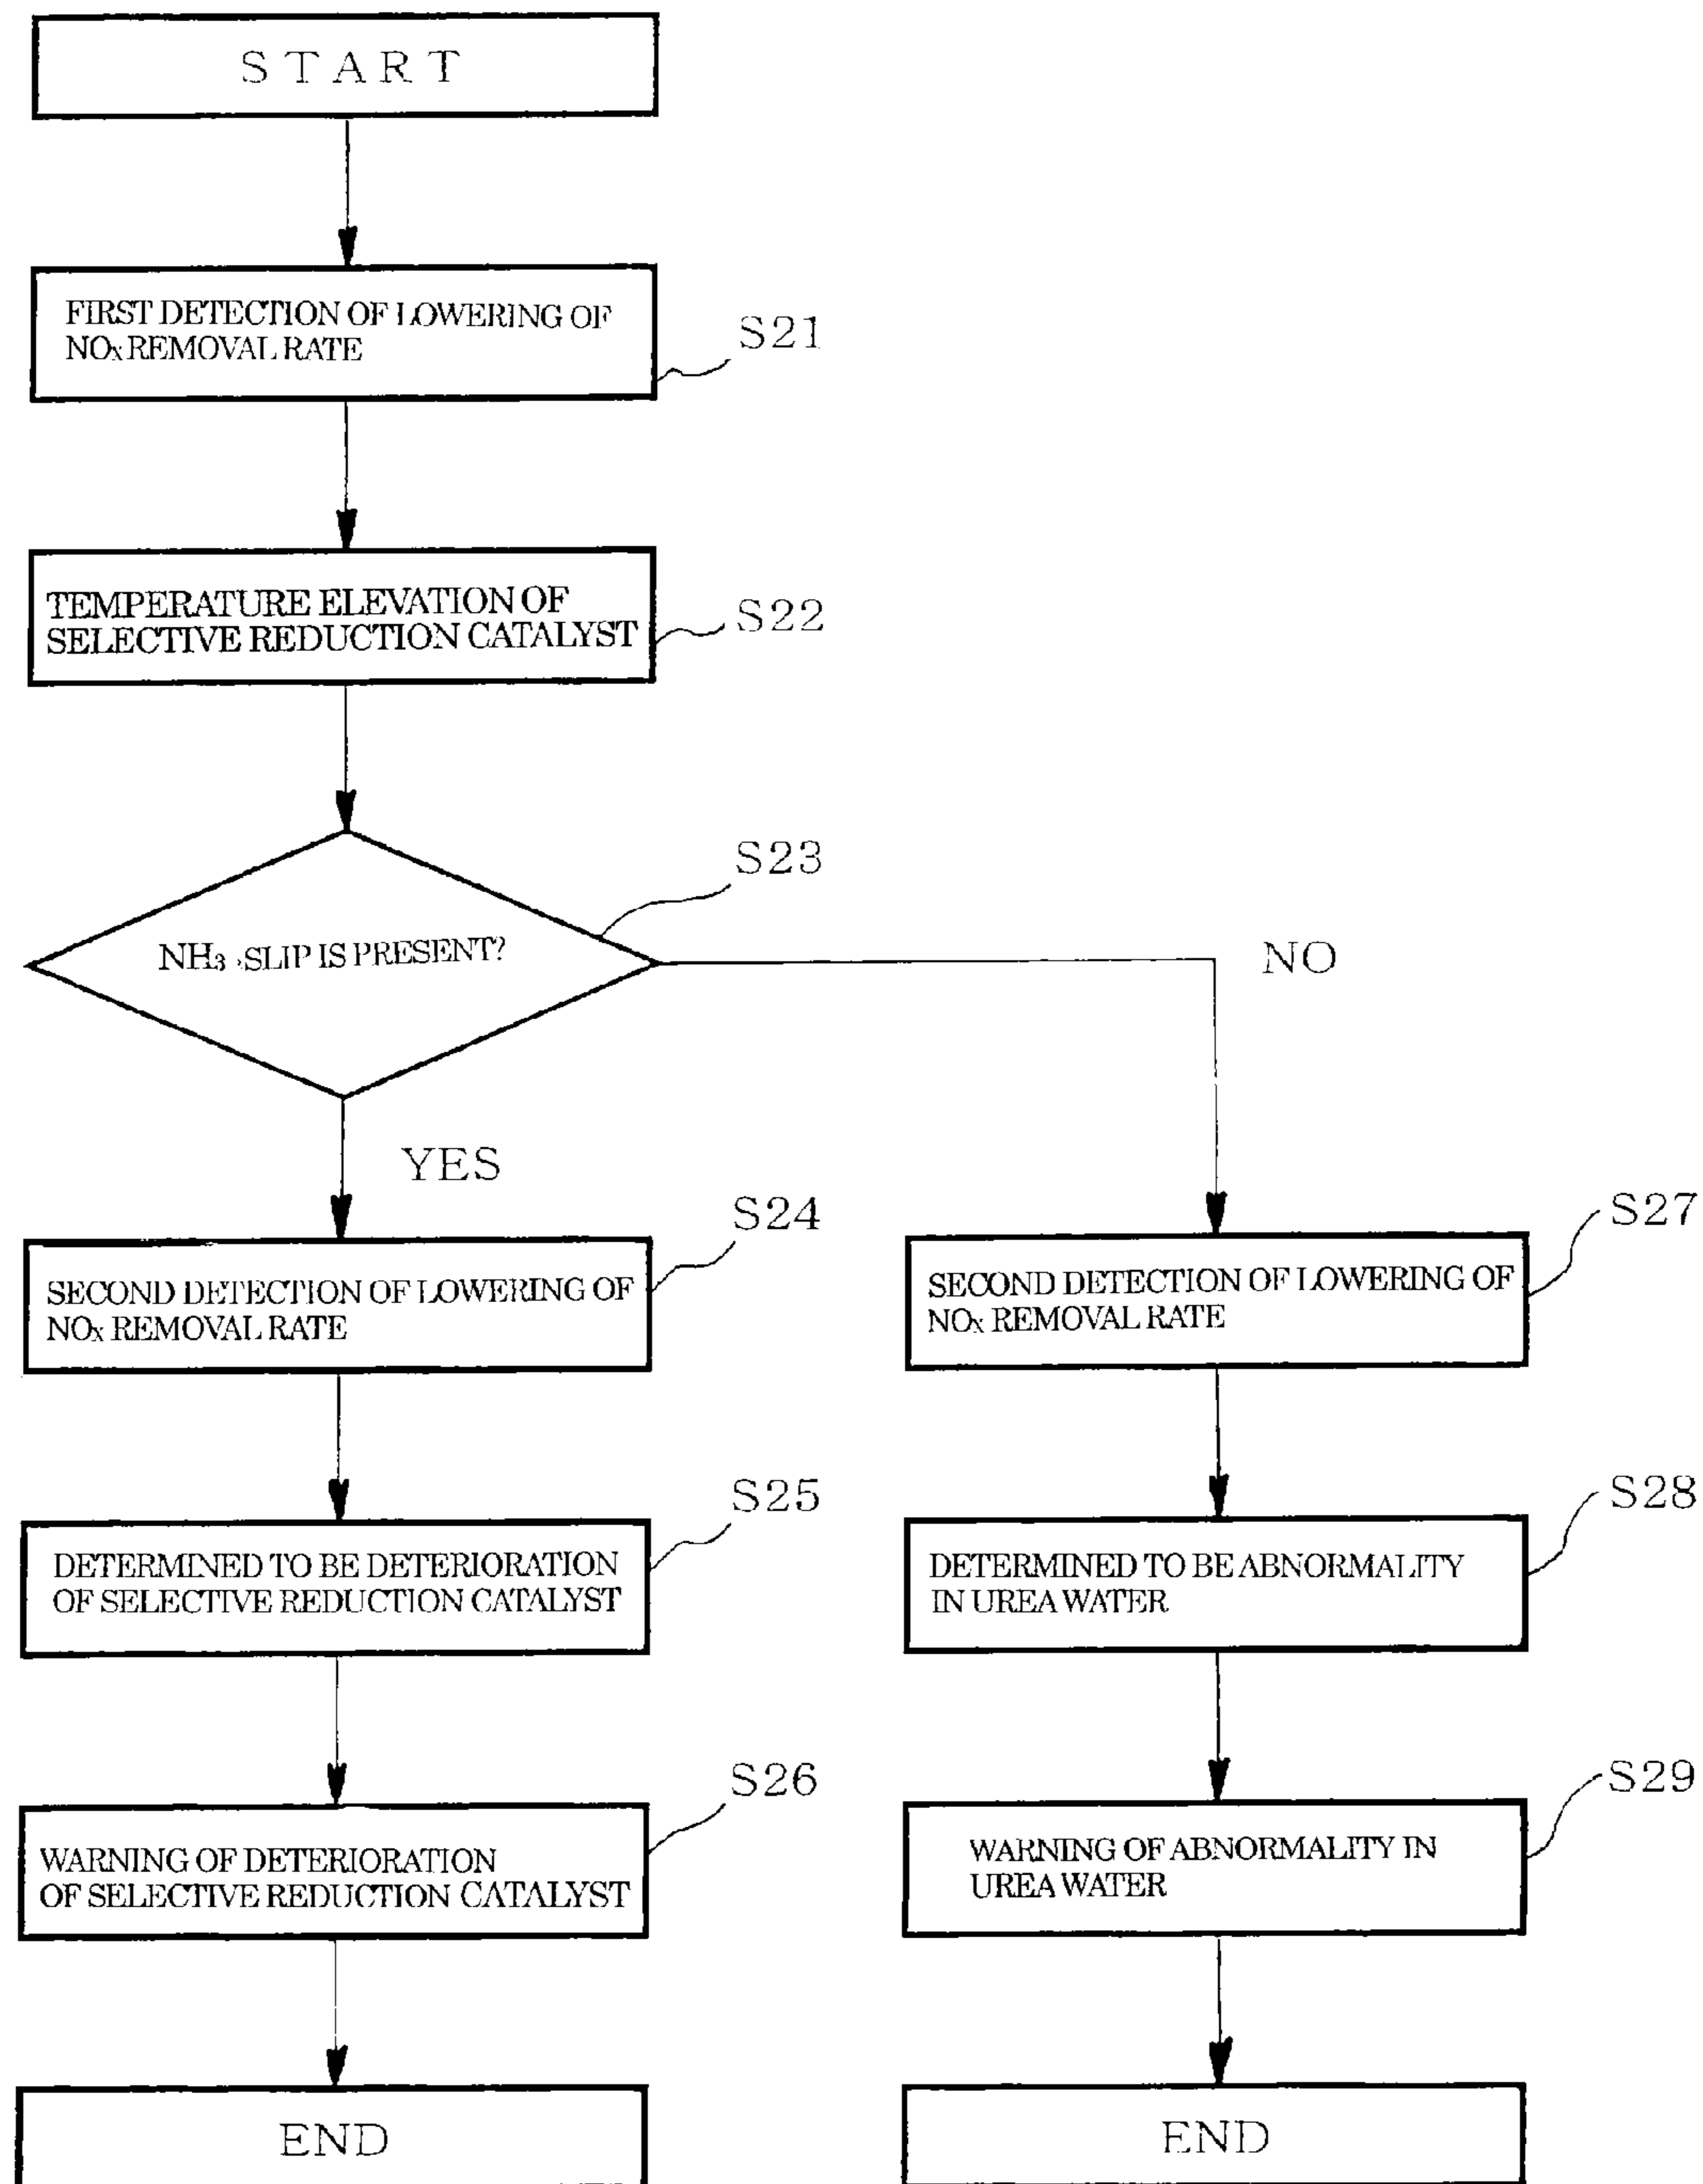 START
FIRST DETECTION OF LOWERING OF
NOx REMOVAL RATE
S21
TEMPERATURE ELEVATION OF
SELECTIVE REDUCTION CATALYST
S22
S23
NH₃ SLIP IS PRESENT?
NO
YES
S24
SECOND DETECTION OF LOWERING OF
NOx REMOVAL RATE
S25
DETERMINED TO BE DETERIORATION
OF SELECTIVE REDUCTION CATALYST
S26
WARNING OF DETERIORATION
OF SELECTIVE REDUCTION CATALYST
END
S27
SECOND DETECTION OF LOWERING OF
NOx REMOVAL RATE
S28
DETERMINED TO BE ABNORMALITY
IN UREA WATER
S29
WARNING OF ABNORMALITY IN
UREA WATER
END